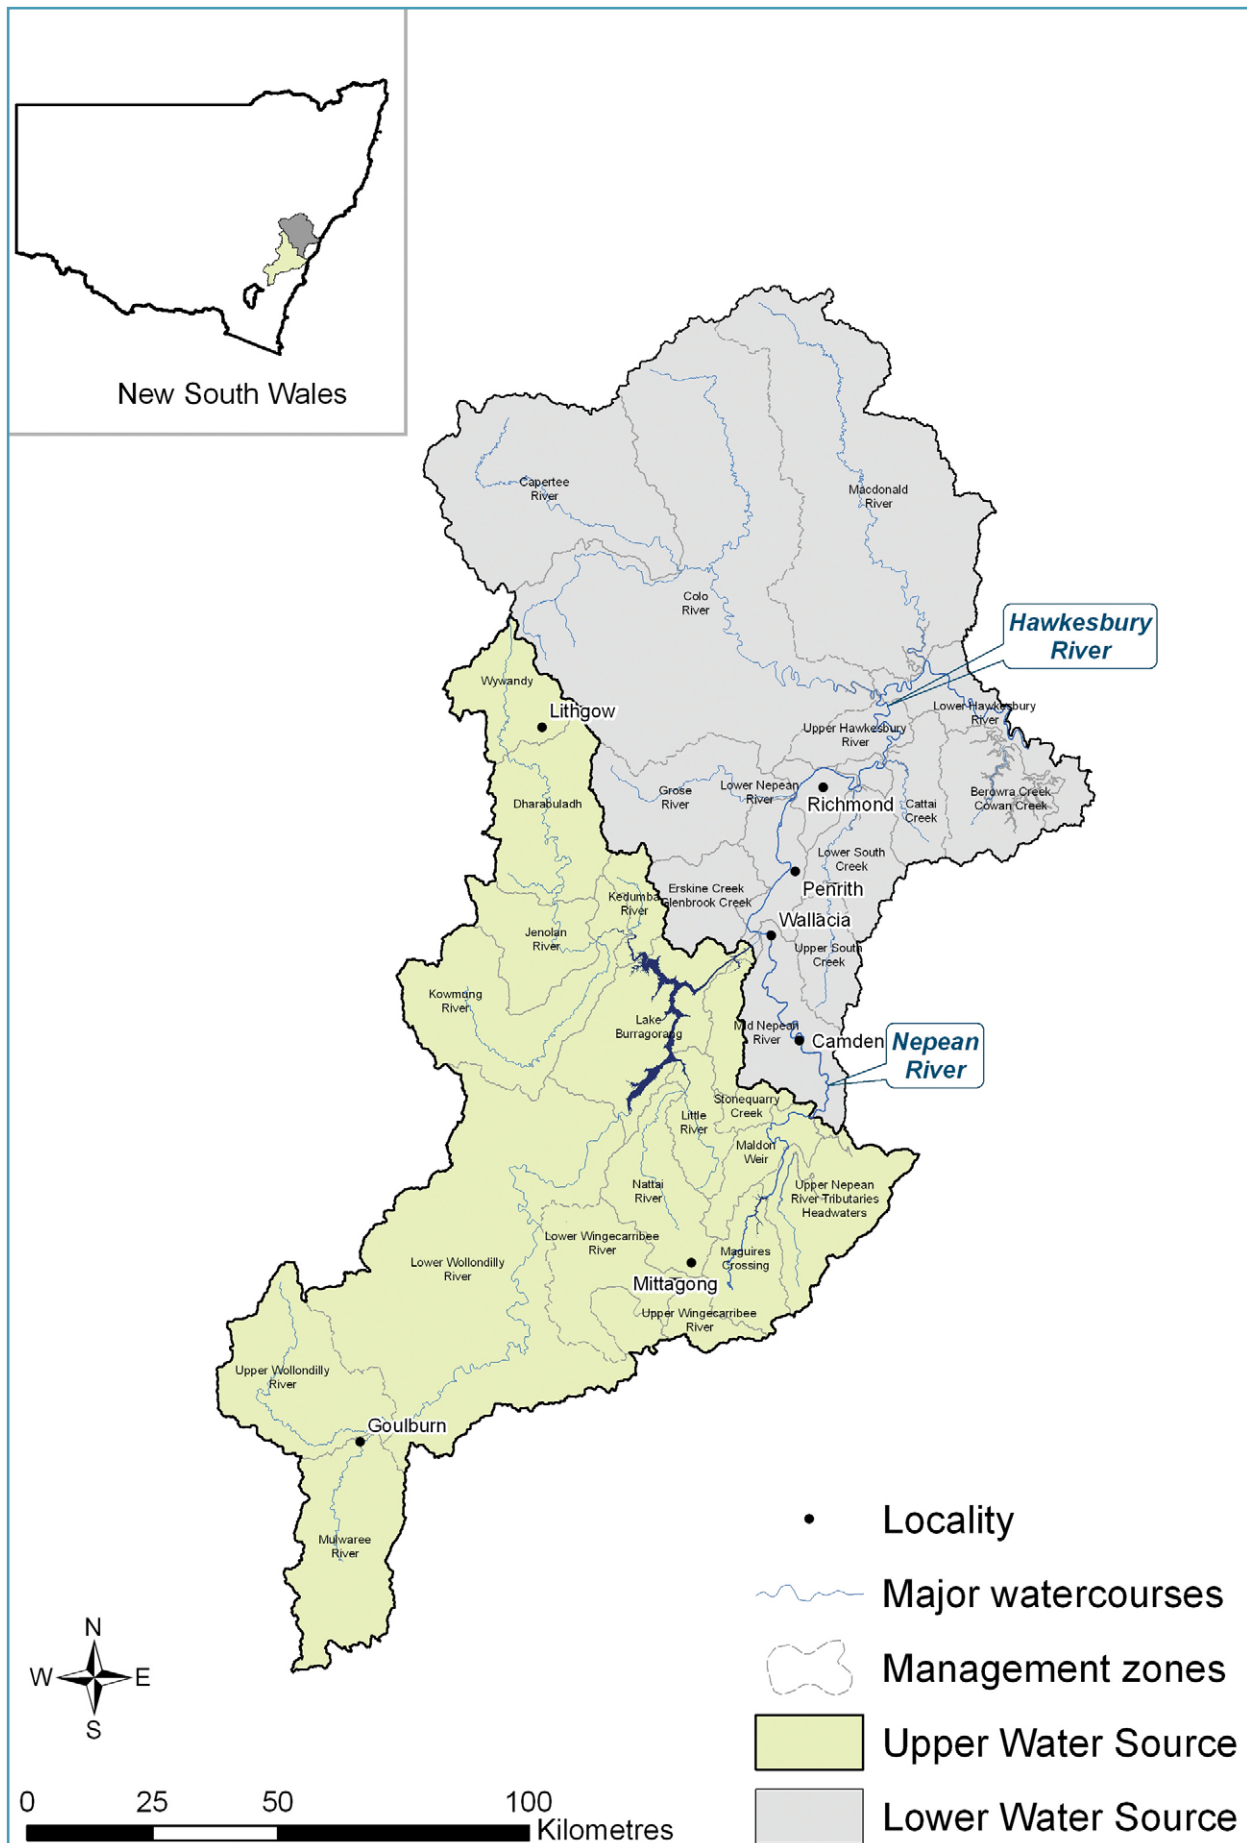 New South Wales
Capertee
River
Macdonald
River
Colo
River
Hawkesbury
River
Wywandy
Lithgow
Lower Hawkesbury
River
Upper Hawkesbury
River
Grose
River
Lower Nepean
River
Richmond
Cattai
Creek
Berowra Creek
Cowan Creek
Dharabuladh
Lower South
Creek
Penrith
Erskine Creek
Glenbrook Creek
Kedumba
River
Wallacia
Jenolan
River
Upper South
Creek
Kowmung
River
Lake
Burragorang
Mid Nepean
River
Camden
Nepean
River
Stonequarry
Creek
Little
River
Maldon
Weir
Nattai
River
Upper Nepean
River Tributaries
Headwaters
Lower Wingecarribee
River
Maguires
Crossing
Lower Wollondilly
River
Mittagong
Upper Wingecarribee
River
Upper Wollondilly
River
Goulburn
Mulwaree
River
Locality
Major watercourses
Management zones
Upper Water Source
Lower Water Source
N
W
E
S
0
25
50
100
Kilometres